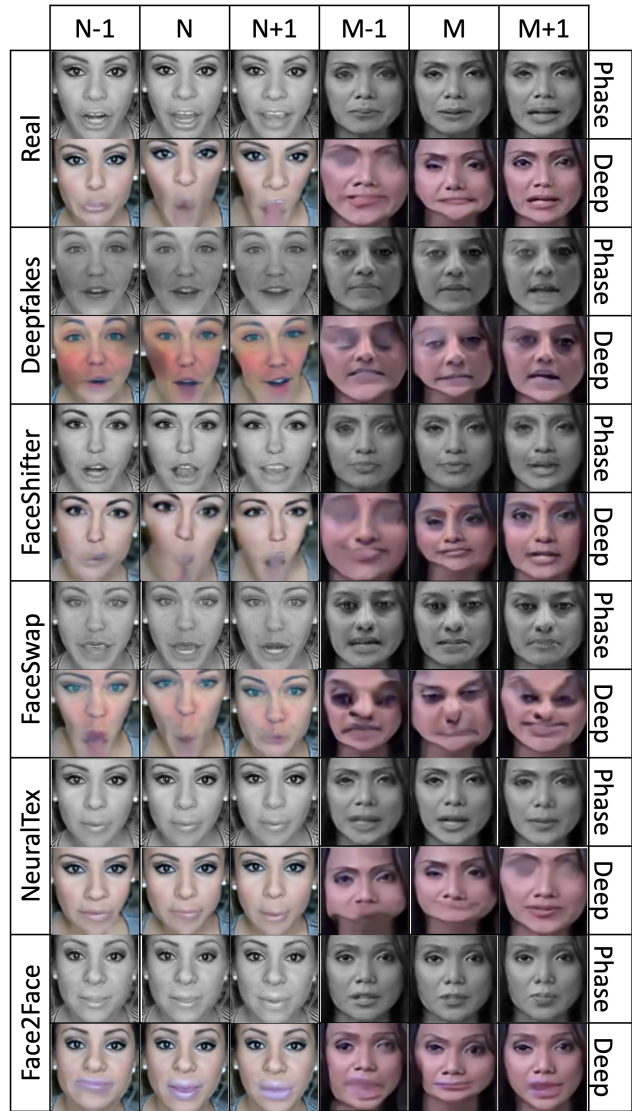 N-1 N N+1 M-1 M M+1
Real
Phase
Deep
Deepfakes
Phase
Deep
FaceShifter
Phase
Deep
FaceSwap
Phase
Deep
NeuralTex
Phase
Deep
Face2Face
Phase
Deep